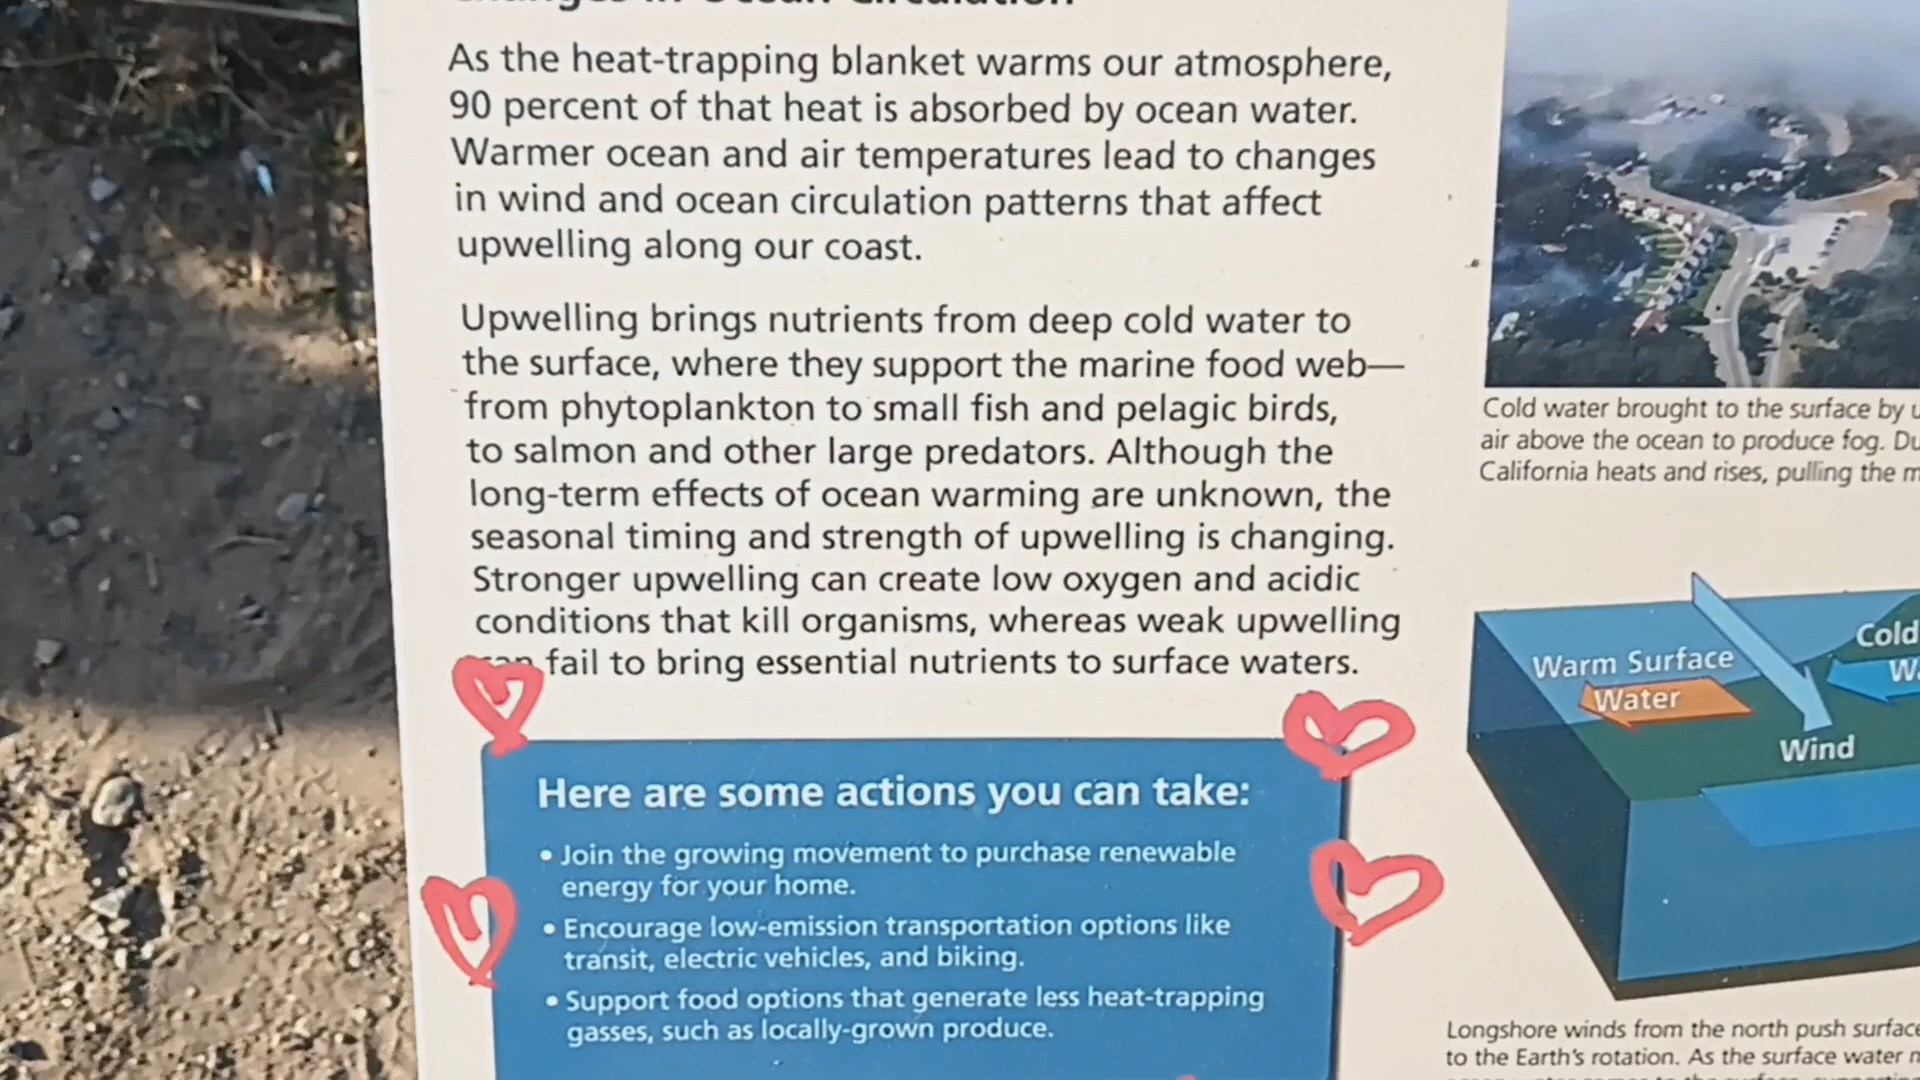 Changes in Ocean Circulation
As the heat-trapping blanket warms our atmosphere,
90 percent of that heat is absorbed by ocean water.
Warmer ocean and air temperatures lead to changes
in wind and ocean circulation patterns that affect
upwelling along our coast.
Upwelling brings nutrients from deep cold water to
the surface, where they support the marine food web—
from phytoplankton to small fish and pelagic birds,
to salmon and other large predators. Although the
long-term effects of ocean warming are unknown, the
seasonal timing and strength of upwelling is changing.
Stronger upwelling can create low oxygen and acidic
conditions that kill organisms, whereas weak upwelling
can fail to bring essential nutrients to surface waters.
Here are some actions you can take:
• Join the growing movement to purchase renewable
energy for your home.
• Encourage low-emission transportation options like
transit, electric vehicles, and biking.
• Support food options that generate less heat-trapping
gasses, such as locally-grown produce.
Cold water brought to the surface by
air above the ocean to produce fog.
California heats and rises, pulling the
Warm Surface
Water
Wind
Cold
Longshore winds from the north push surface
to the Earth's rotation. As the surface water